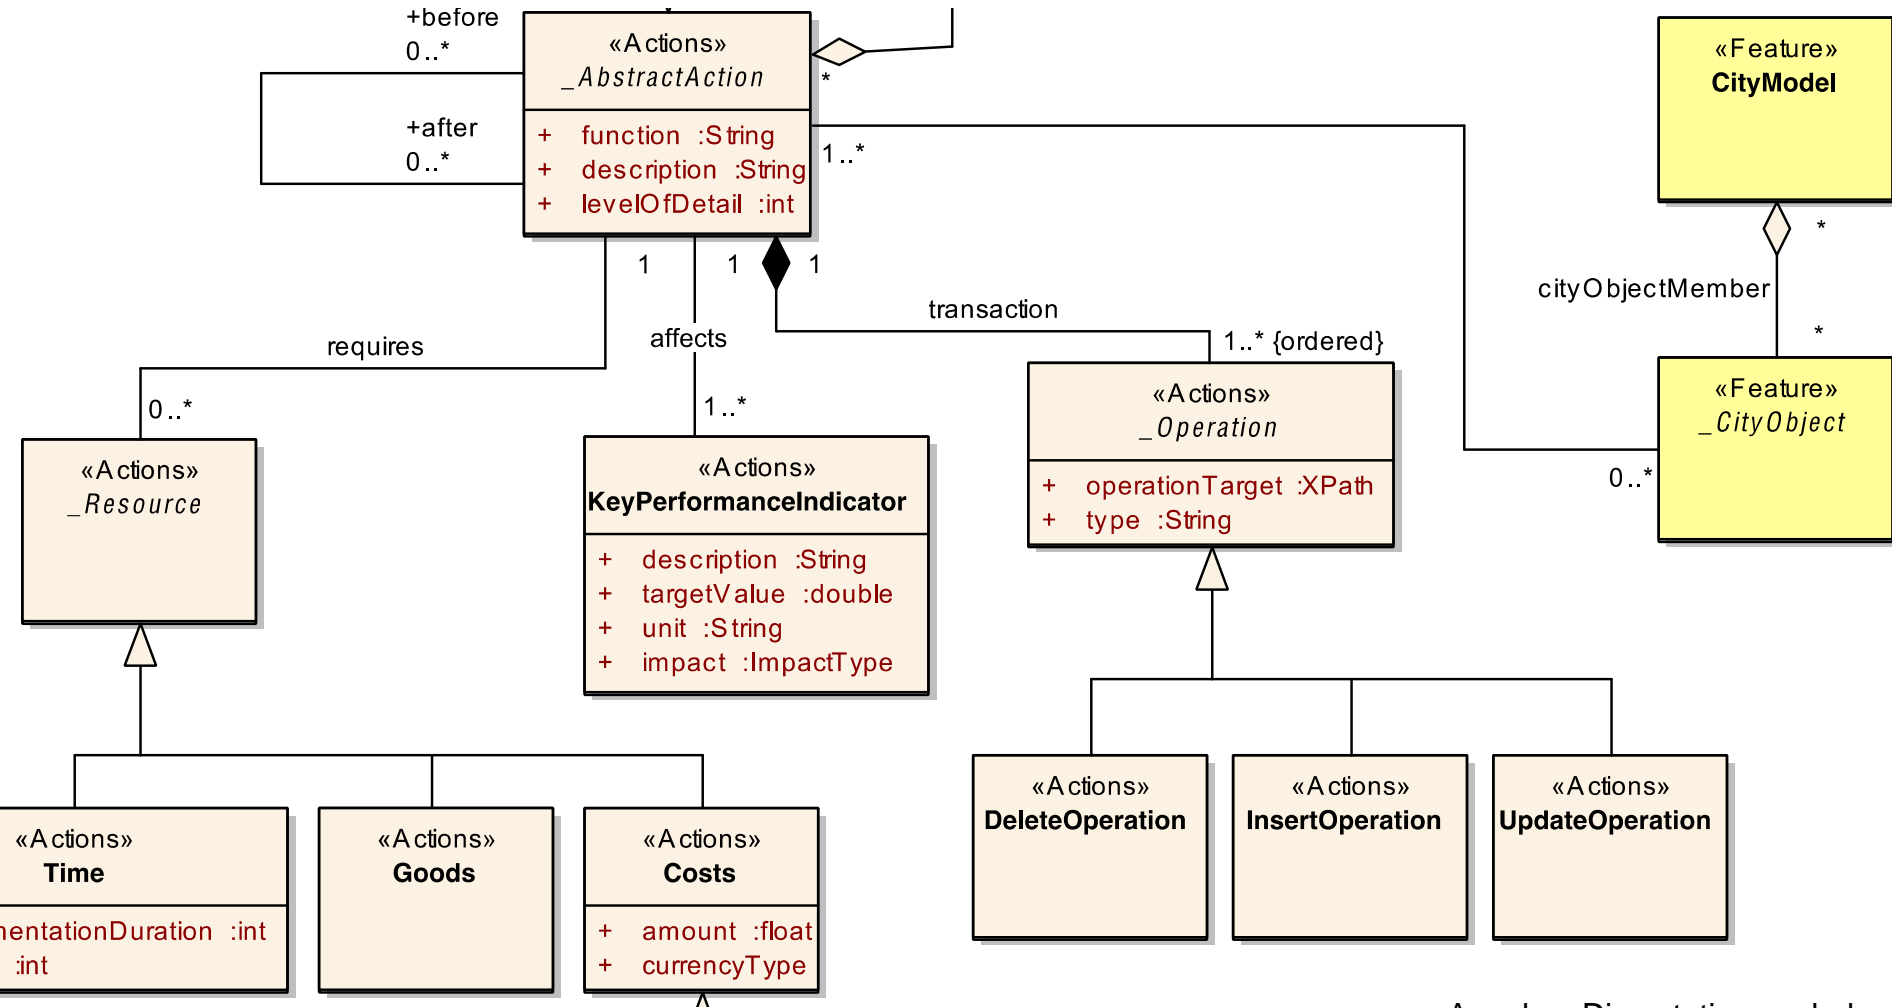 +before
0..*
«Actions»
_AbstractAction
*
+after
0..*
+ function :String
+ description :String
+ levelOfDetail :int
1..*
«Feature»
CityModel
*
cityObjectMember
*
1
1
1
requires
affects
transaction
0..*
1..*
1..* {ordered}
«Actions»
_Resource
«Actions»
KeyPerformanceIndicator
+ description :String
+ targetValue :double
+ unit :String
+ impact :ImpactType
«Actions»
_Operation
+ operationTarget :XPath
+ type :String
«Feature»
_CityObject
0..*
«Actions»
Time
mentationDuration :int
:int
«Actions»
Goods
«Actions»
Costs
+ amount :float
+ currencyType
«Actions»
DeleteOperation
«Actions»
InsertOperation
«Actions»
UpdateOperation